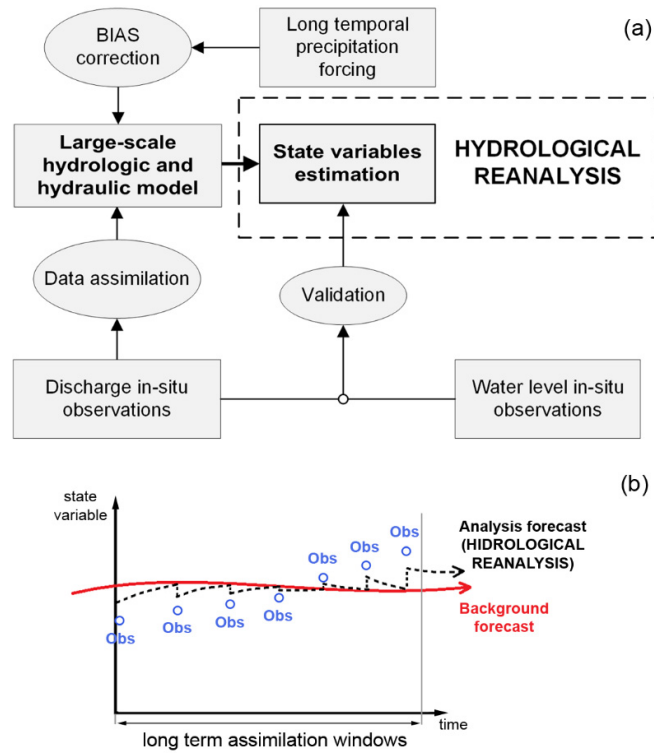 (a)
BIAS
correction
Long temporal
precipitation
forcing
Large-scale
hydrologic and
hydraulic model
State variables
estimation
HYDROLOGICAL
REANALYSIS
Data assimilation
Validation
Discharge in-situ
observations
Water level in-situ
observations
(b)
state
variable
Obs
Obs
Obs
Obs
Obs
Obs
Obs
Analysis forecast
(HIDROLOGICAL
REANALYSIS)
Background
forecast
time
long term assimilation windows